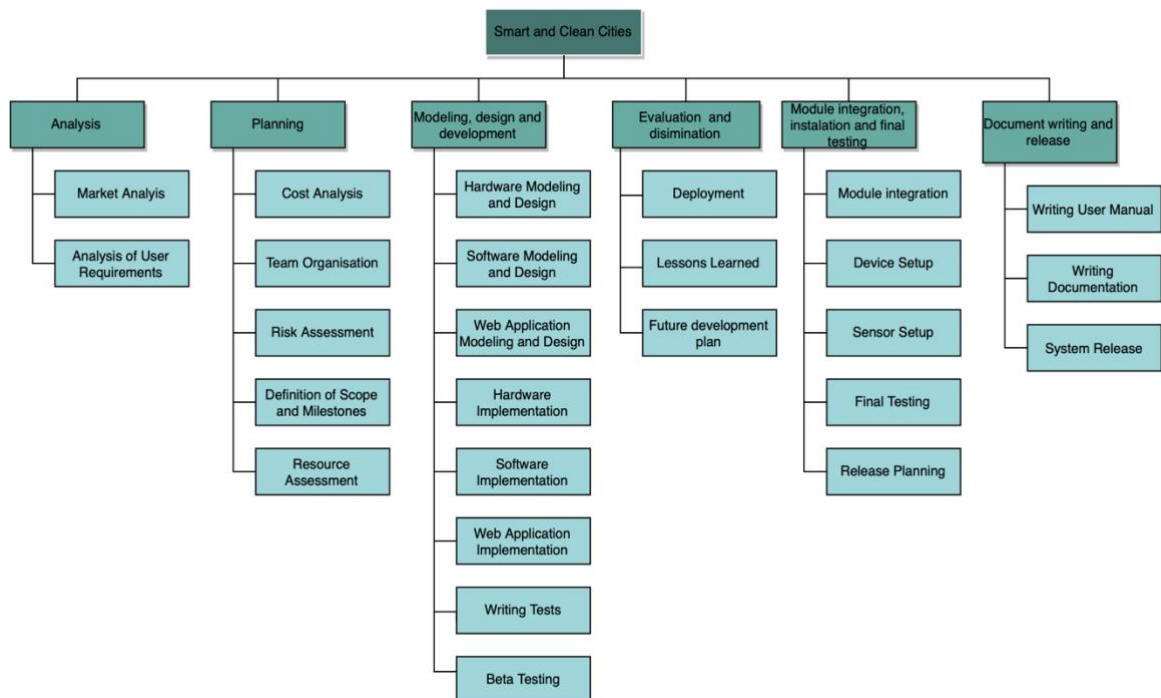 Smart and Clean Cities
Analysis
Market Analyis
Analysis of User
Requirements
Planning
Cost Analysis
Team Organisation
Risk Assessment
Definition of Scope
and Milestones
Resource
Assessment
Modeling, design and
development
Hardware Modeling
and Design
Software Modeling
and Design
Web Application
Modeling and Design
Hardware
Implementation
Software
Implementation
Web Application
Implementation
Writing Tests
Beta Testing
Evaluation and
disimination
Deployment
Lessons Learned
Future development
plan
Module integration,
instalation and final
testing
Module integration
Device Setup
Sensor Setup
Final Testing
Release Planning
Document writing and
release
Writing User Manual
Writing
Documentation
System Release